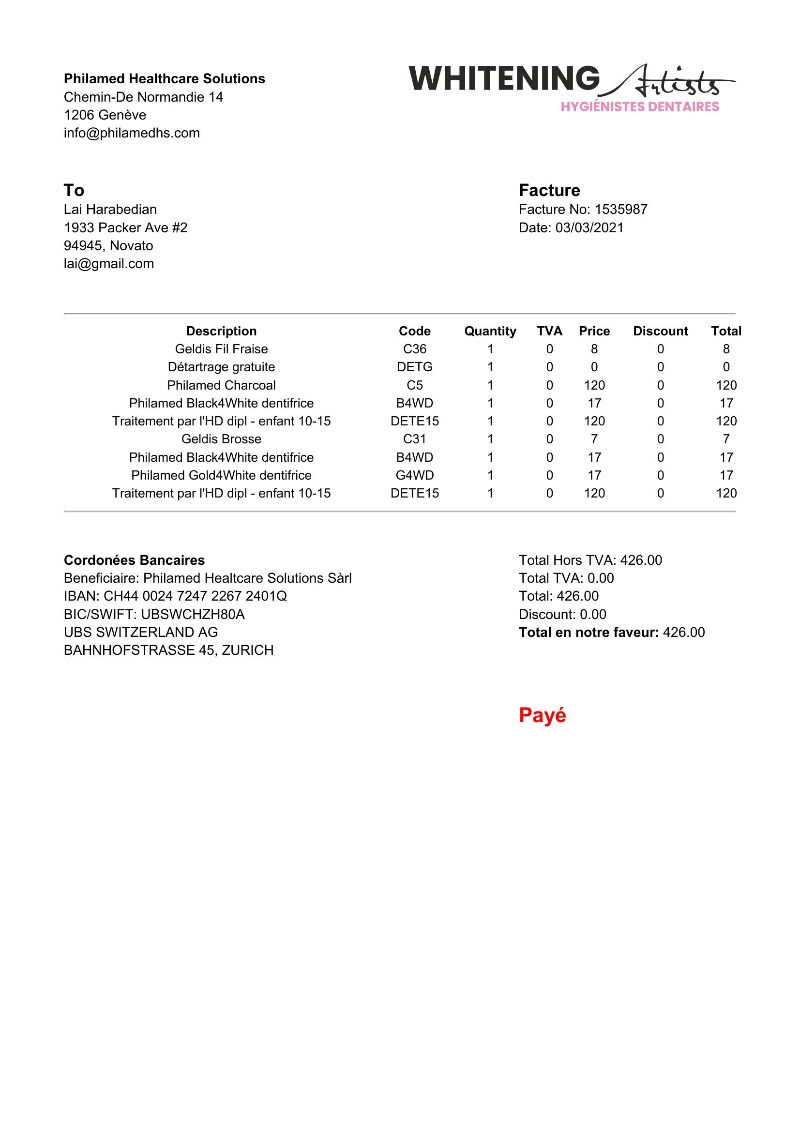 Philamed Healthcare Solutions
Chemin-De Normandie 14
1206 Genève
info@philamedhs.com
WHITENING Artists
HYGIÉNISTES DENTAIRES
To
Lai Harabedian
1933 Packer Ave #2
94945, Novato
lai@gmail.com
Facture
Facture No: 1535987
Date: 03/03/2021
Description Code Quantity TVA Price Discount Total
Geldis Fil Fraise C36 1 0 8 0 8
Détartrage gratuite DETG 1 0 0 0 0
Philamed Charcoal C5 1 0 120 0 120
Philamed Black4White dentifrice B4WD 1 0 17 0 17
Traitement par l'HD dipl - enfant 10-15 DETE15 1 0 120 0 120
Geldis Brosse C31 1 0 7 0 7
Philamed Black4White dentifrice B4WD 1 0 17 0 17
Philamed Gold4White dentifrice G4WD 1 0 17 0 17
Traitement par l'HD dipl - enfant 10-15 DETE15 1 0 120 0 120
Cordonées Bancaires
Beneficiaire: Philamed Healtcare Solutions Sàrl
IBAN: CH44 0024 7247 2267 2401Q
BIC/SWIFT: UBSWCHZH80A
UBS SWITZERLAND AG
BAHNHOFSTRASSE 45, ZURICH
Total Hors TVA: 426.00
Total TVA: 0.00
Total: 426.00
Discount: 0.00
Total en notre faveur: 426.00
Payé